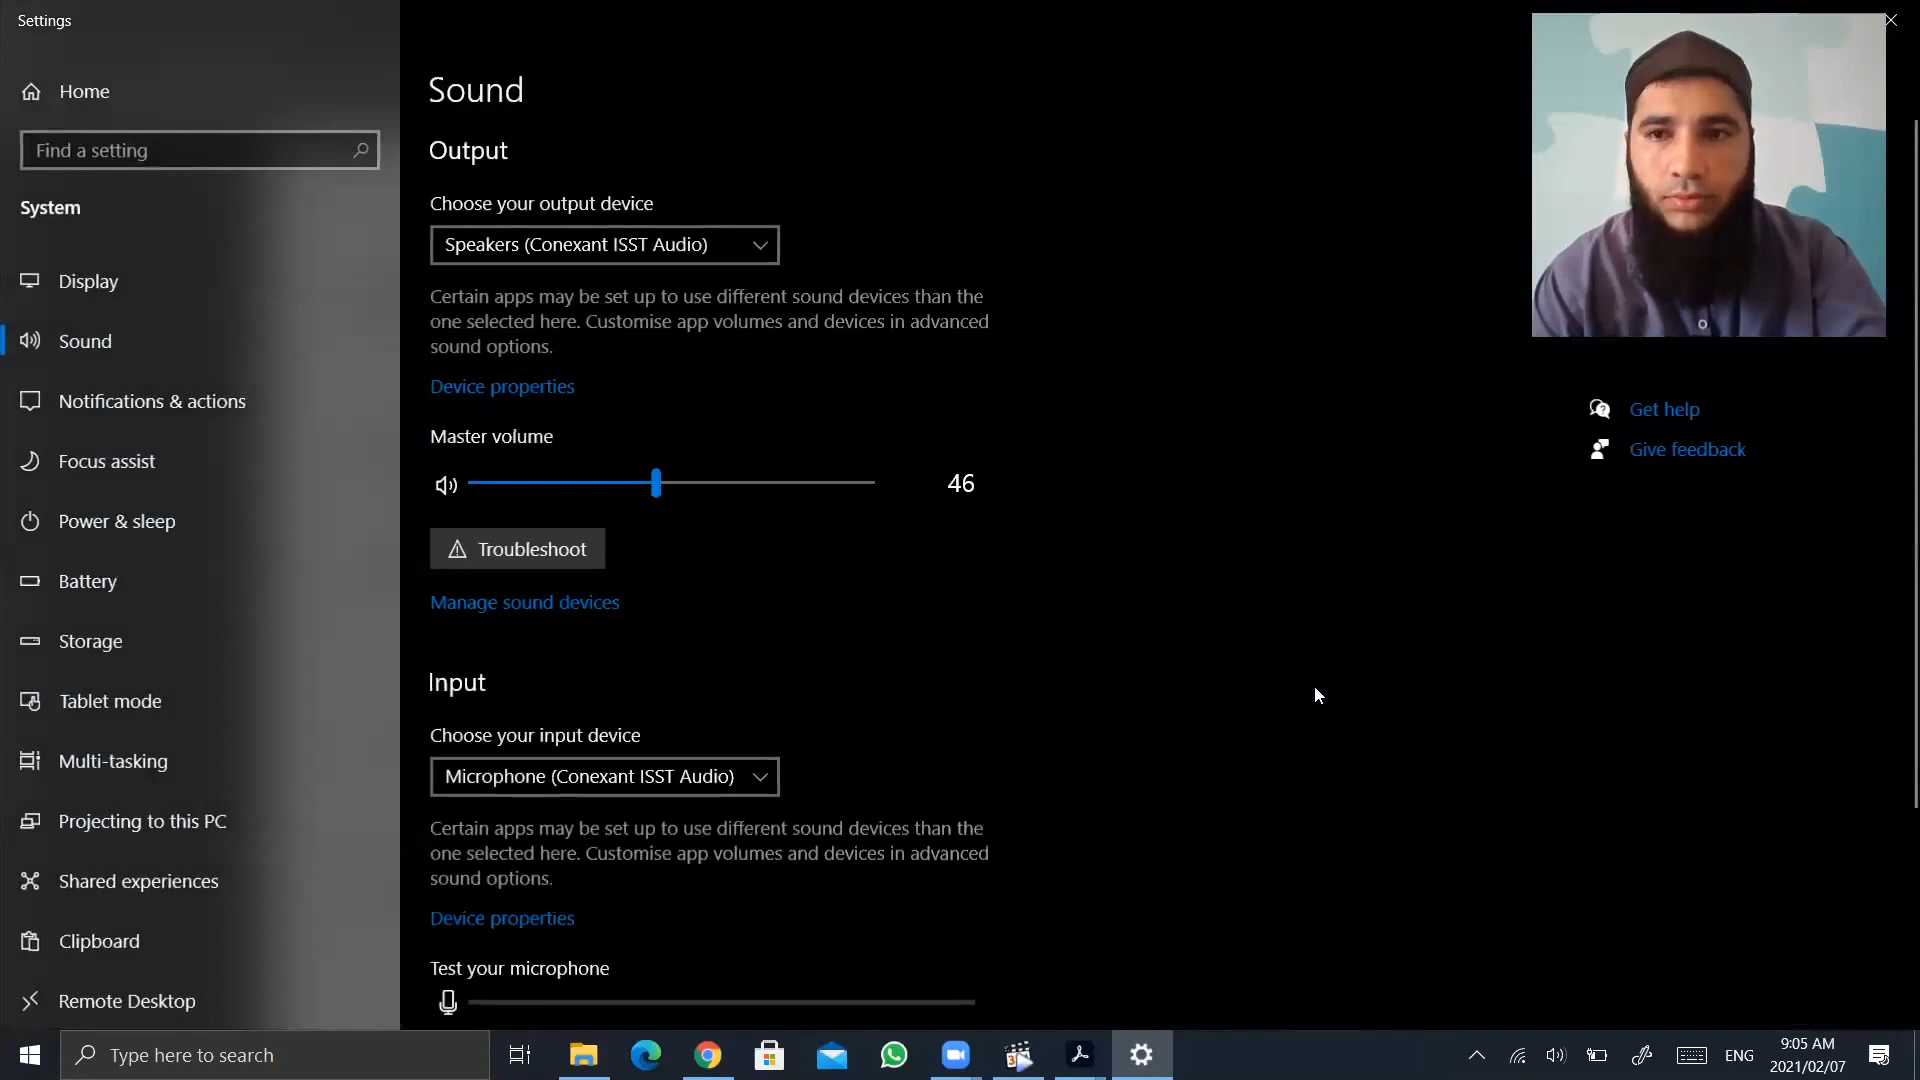 Settings
Home
Find a setting
System
Display
Sound
Notifications & actions
Focus assist
Power & sleep
Battery
Storage
Tablet mode
Multi-tasking
Projecting to this PC
Shared experiences
Clipboard
Remote Desktop
Sound
Output
Choose your output device
Speakers (Conexant ISST Audio)
Certain apps may be set up to use different sound devices than the
one selected here. Customise app volumes and devices in advanced
sound options.
Device properties
Master volume
46
Troubleshoot
Manage sound devices
Input
Choose your input device
Microphone (Conexant ISST Audio)
Certain apps may be set up to use different sound devices than the
one selected here. Customise app volumes and devices in advanced
sound options.
Device properties
Test your microphone
Get help
Give feedback
Type here to search
ENG
9:05 AM
2021/02/07